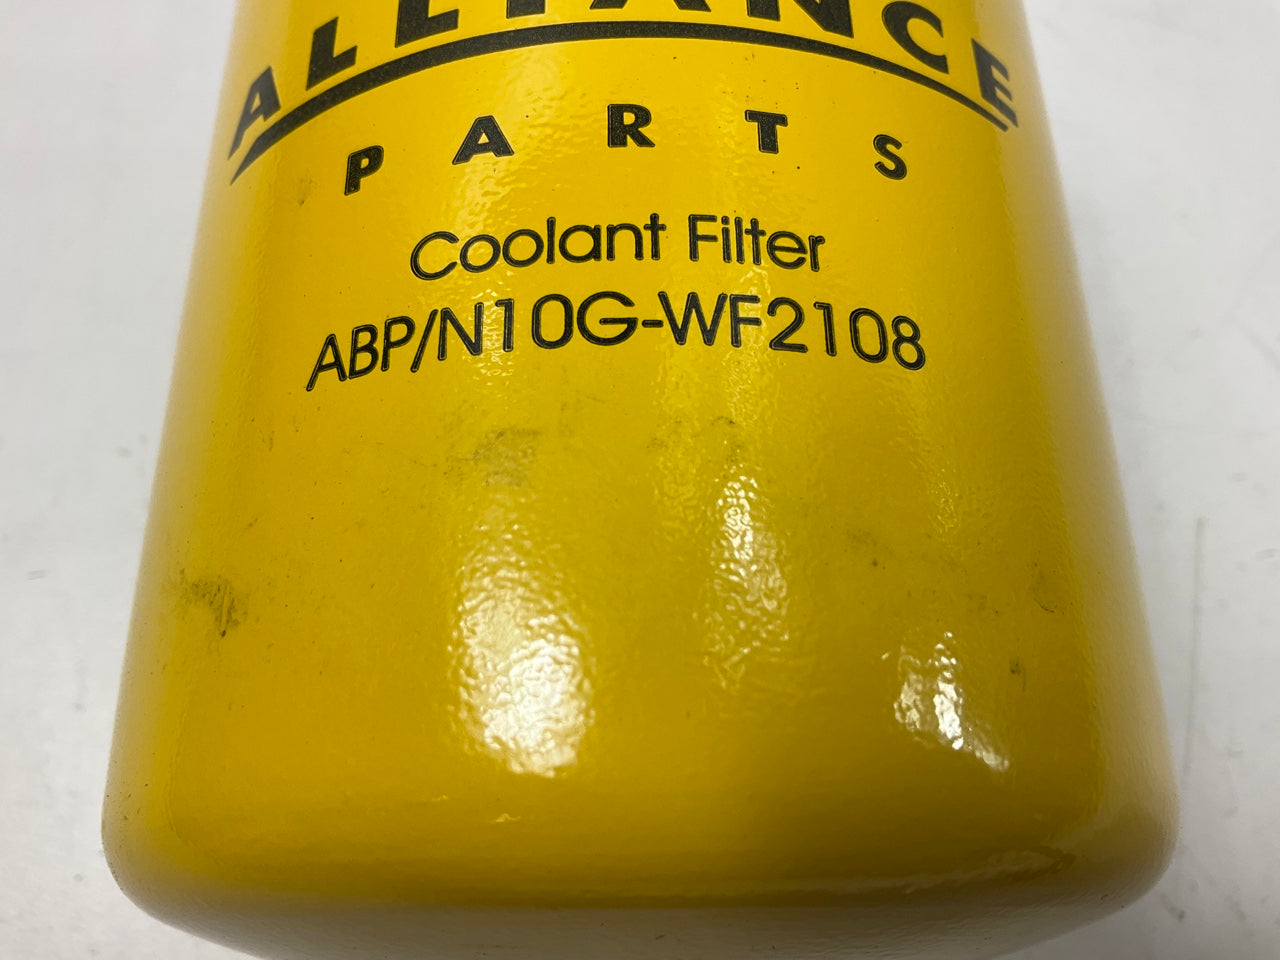 ALLIANCE
PARTS
Coolant Filter
ABP/N10G-WF2108